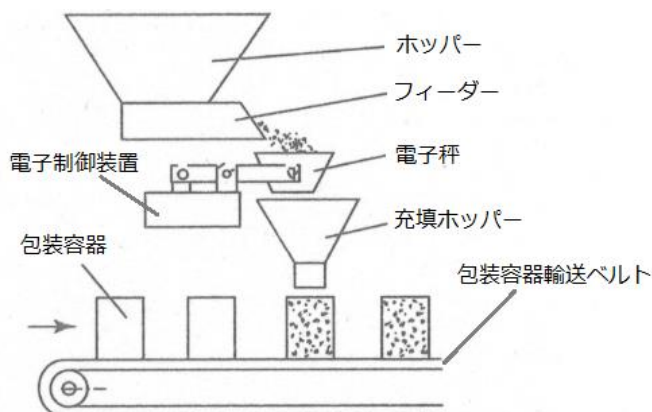 ホッパー
フィーダー
電子秤
電子制御装置
充填ホッパー
包装容器
包装容器輸送ベルト